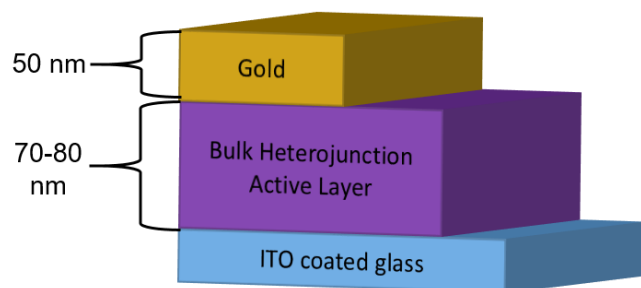 50 nm
Gold
70-80
nm
Bulk Heterojunction
Active Layer
ITO coated glass